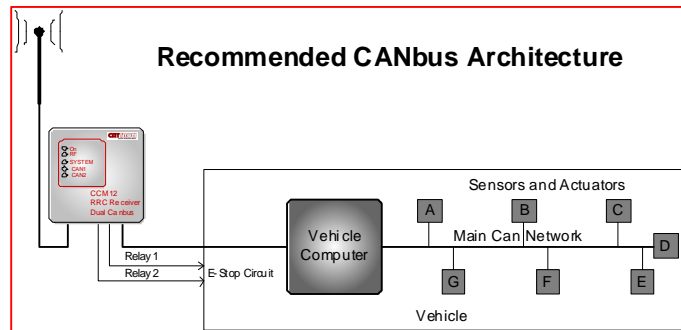 Recommended CANbus Architecture
On
RF
SYSTEM
CAN1
CAN2
CCM12
RRC Receiver
Dual Canbus
Relay 1
Relay 2
E-Stop Circuit
Vehicle
Computer
Sensors and Actuators
A
B
C
Main Can Network
D
G
F
E
Vehicle